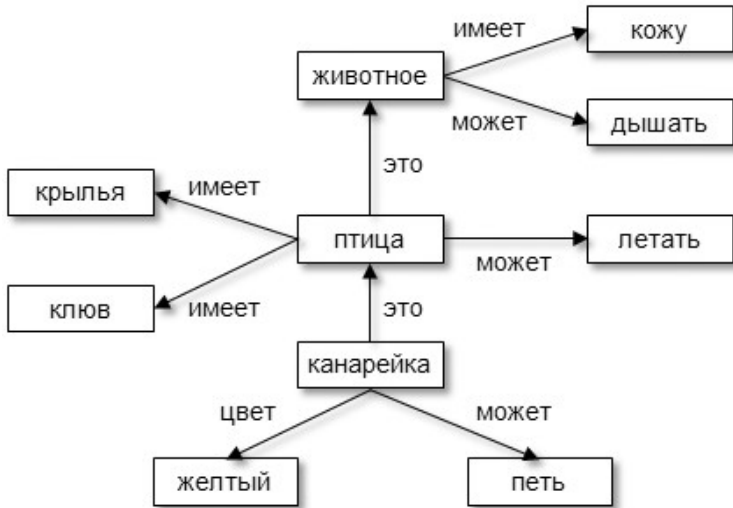 имеет
кожу
животное
может
дышать
это
крылья
имеет
птица
летать
может
клюв
имеет
это
канарейка
цвет
может
желтый
петь